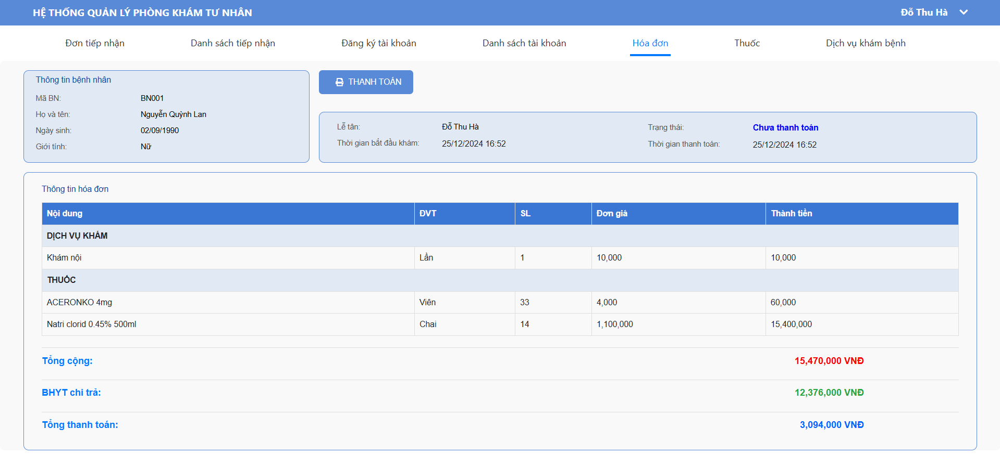 HỆ THỐNG QUẢN LÝ PHÒNG KHÁM TƯ NHÂN
Đỗ Thu Hà
Đơn tiếp nhận
Danh sách tiếp nhận
Đăng ký tài khoản
Danh sách tài khoản
Hóa đơn
Thuốc
Dịch vụ khám bệnh
Thông tin bệnh nhân
Mã BN: BN001
Họ và tên: Nguyễn Quỳnh Lan
Ngày sinh: 02/09/1990
Giới tính: Nữ
THANH TOÁN
Lễ tân: Đỗ Thu Hà
Thời gian bắt đầu khám: 25/12/2024 16:52
Trạng thái: Chưa thanh toán
Thời gian thanh toán: 25/12/2024 16:52
Thông tin hóa đơn
Nội dung ĐVT SL Đơn giá Thành tiền
DỊCH VỤ KHÁM
Khám nội Lần 1 10,000 10,000
THUỐC
ACERONKO 4mg Viên 33 4,000 60,000
Natri clorid 0.45% 500ml Chai 14 1,100,000 15,400,000
Tổng cộng: 15,470,000 VNĐ
BHYT chi trả: 12,376,000 VNĐ
Tổng thanh toán: 3,094,000 VNĐ